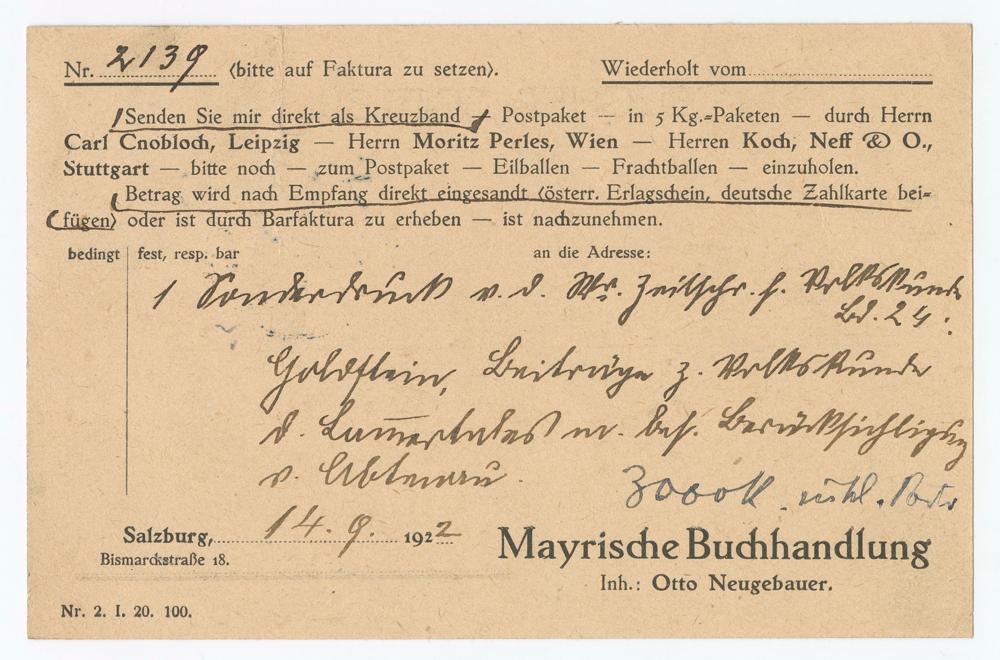 Nr. 2139 (bitte auf Faktura zu setzen).
Wiederholt vom
Senden Sie mir direkt als Kreuzband — Postpaket — in 5 Kg.=Paketen — durch Herrn
Carl Cnobloch, Leipzig — Herrn Moritz Perles, Wien — Herren Koch, Neff & O.,
Stuttgart — bitte noch — zum Postpaket — Eilballen — Frachtballen — einzuholen.
Betrag wird nach Empfang direkt eingesandt (österr. Erlagschein, deutsche Zahlkarte bei=
fügen) oder ist durch Barfaktura zu erheben — ist nachzunehmen.
bedingt fest, resp. bar an die Adresse:
1 Sonderdruck v. d. Wr. Zeitschr. f. Volkskunde
Bd. 24:
Goldstein, Beiträge z. Volkskunde
d. Lam̅ertales m. bes. Berücksichtigung
v. Abtenau.
3000 K
Salzburg, 14. 9. 1922
Bismarckstraße 18.
Mayrische Buchhandlung
Inh.: Otto Neugebauer.
Nr. 2. I. 20. 100.